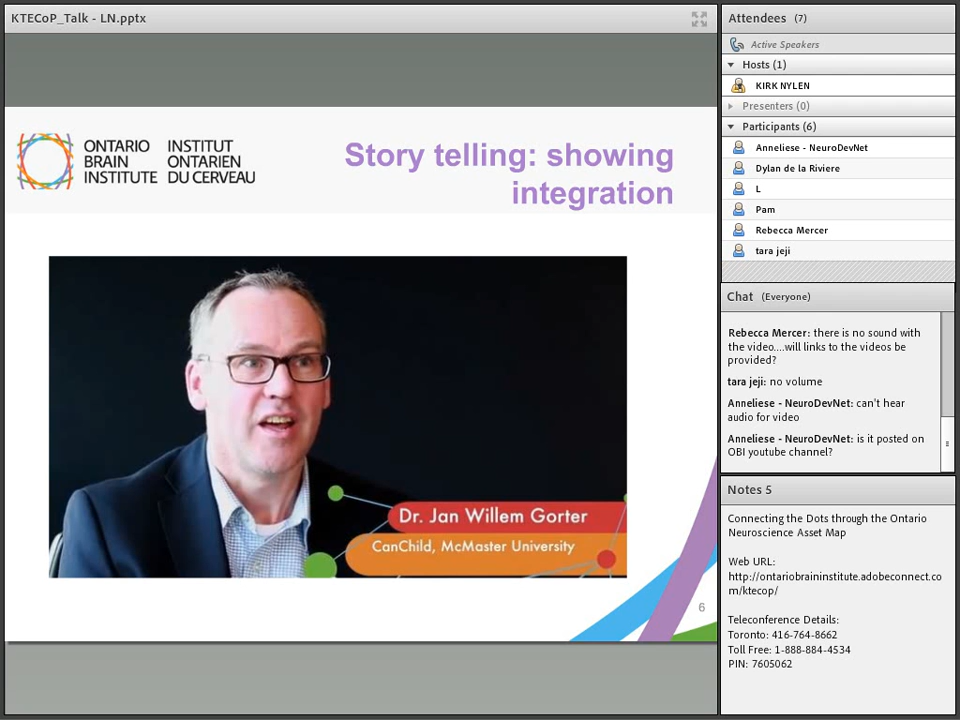 KTECoP_Talk - LN.pptx
ONTARIO
BRAIN
INSTITUTE
INSTITUT
ONTARIEN
DU CERVEAU
Story telling: showing
integration
Dr. Jan Willem Gorter
CanChild, McMaster University
6
Attendees (7)
Active Speakers
Hosts (1)
KIRK NYLEN
Presenters (0)
Participants (6)
Anneliese - NeuroDevNet
Dylan de la Riviere
L
Pam
Rebecca Mercer
tara jeji
Chat (Everyone)
Rebecca Mercer: there is no sound with
the video....will links to the videos be
provided?
tara jeji: no volume
Anneliese - NeuroDevNet: can't hear
audio for video
Anneliese - NeuroDevNet: is it posted on
OBI youtube channel?
Notes 5
Connecting the Dots through the Ontario
Neuroscience Asset Map
Web URL:
http://ontariobraininstitute.adobeconnect.co
m/ktecop/
Teleconference Details:
Toronto: 416-764-8662
Toll Free: 1-888-884-4534
PIN: 7605062